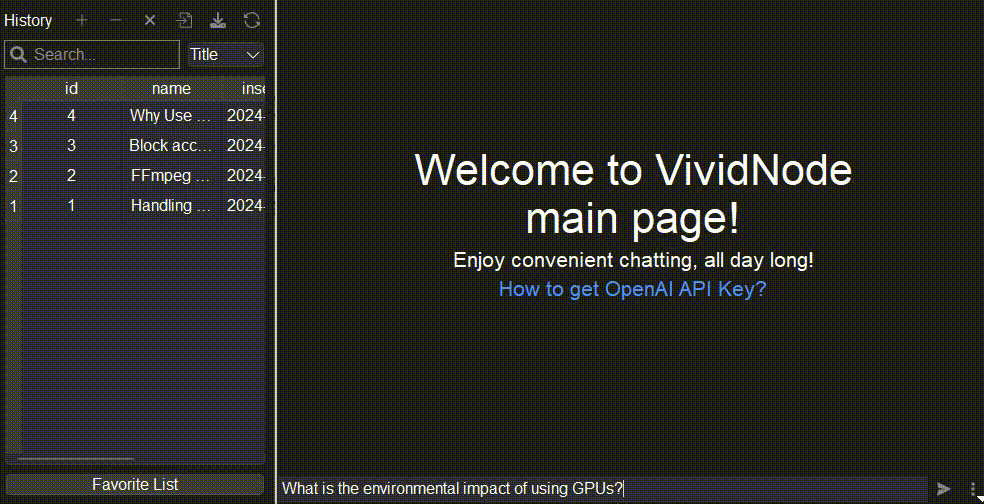 History
Search...
Title
id name inse
4 4 Why Use ... 2024-
3 3 Block acc... 2024-
2 2 FFmpeg ... 2024-
1 1 Handling ... 2024-
Favorite List
Welcome to VividNode
main page!
Enjoy convenient chatting, all day long!
How to get OpenAI API Key?
What is the environmental impact of using GPUs?